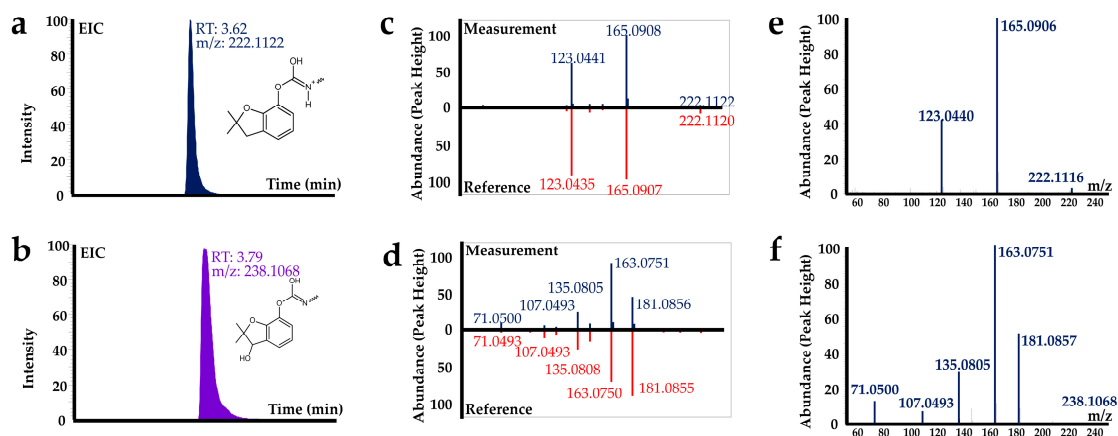 a
EIC
RT: 3.62
m/z: 222.1122
OH
O
N
+
H
O
Intensity
100
80
60
40
20
0
Time (min)
c
Measurement
165.0908
123.0441
222.1122
222.1120
123.0435
165.0907
Reference
Abundance (Peak Height)
100
50
0
50
100
e
165.0906
123.0440
222.1116
m/z
Abundance (Peak Height)
100
80
60
40
20
0
60 80 100 120 140 160 180 200 220 240
b
EIC
RT: 3.79
m/z: 238.1068
OH
O
N
O
HO
Intensity
100
80
60
40
20
0
Time (min)
d
Measurement
163.0751
135.0805
107.0493
181.0856
71.0500
71.0493
107.0493
135.0808
163.0750
181.0855
Reference
Abundance (Peak Height)
100
50
0
50
100
f
163.0751
181.0857
135.0805
71.0500
107.0493
238.1068
m/z
Abundance (Peak Height)
100
80
60
40
20
0
60 80 100 120 140 160 180 200 220 240